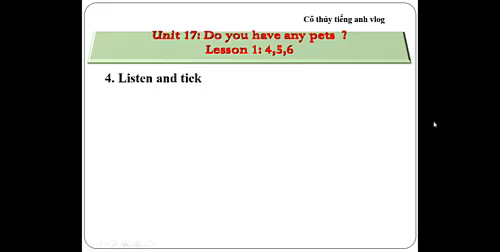 Cô thủy tiếng anh vlog
Unit 17: Do you have any pets ?
Lesson 1: 4,5,6
4. Listen and tick